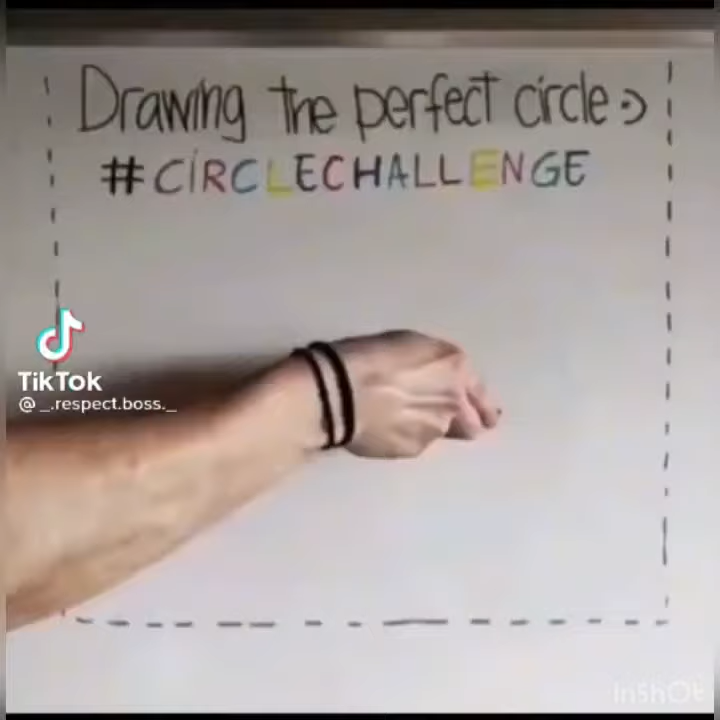 Drawing the perfect circle :)
#CIRCLECHALLENGE
TikTok
@_.respect.boss._
InShOt